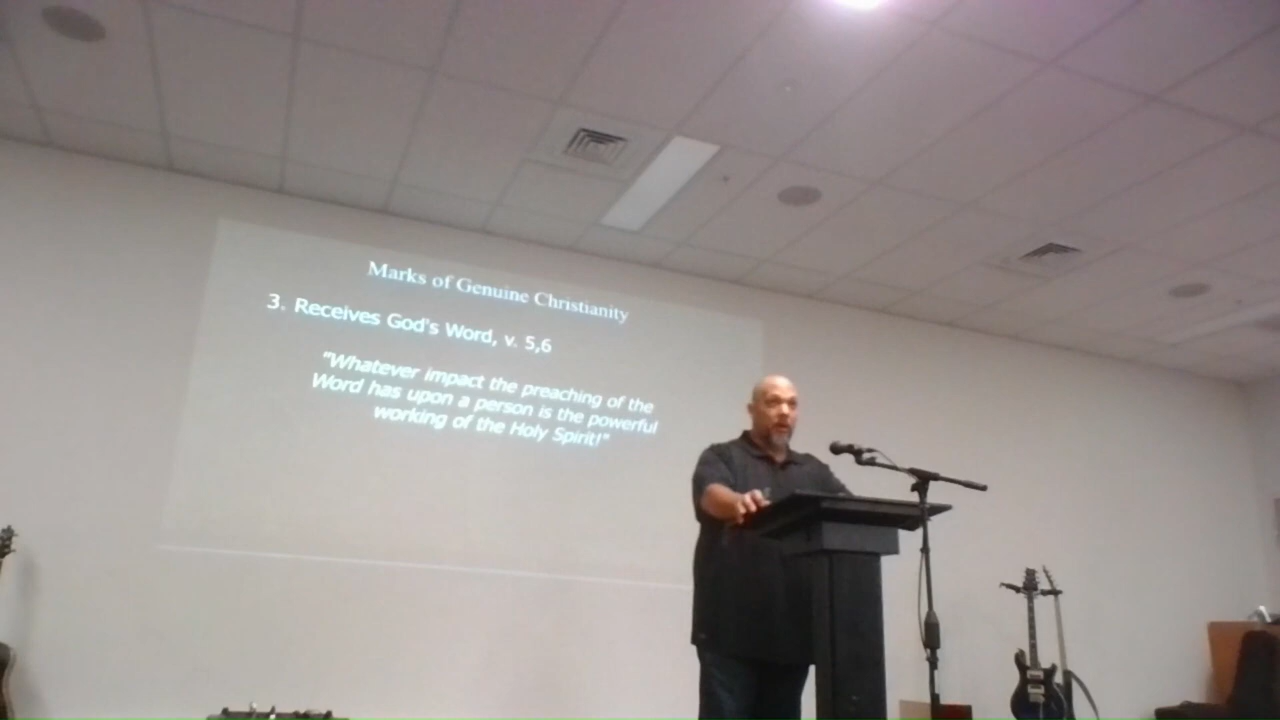 Marks of Genuine Christianity
3. Receives God's Word, v. 5,6
"Whatever impact the preaching of the
Word has upon a person is the powerful
working of the Holy Spirit!"